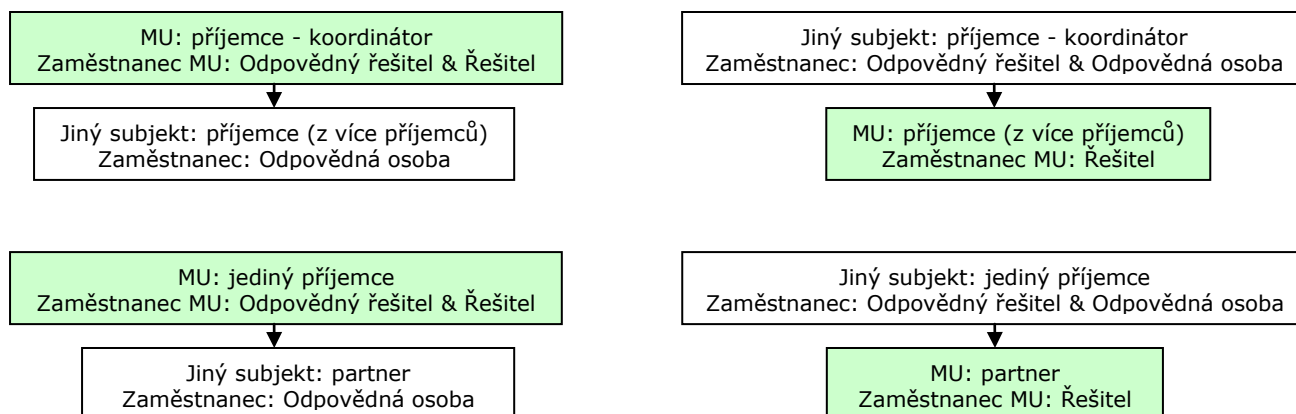 MU: příjemce - koordinátor
Zaměstnanec MU: Odpovědný řešitel & Řešitel
Jiný subjekt: příjemce (z více příjemců)
Zaměstnanec: Odpovědná osoba
Jiný subjekt: příjemce - koordinátor
Zaměstnanec: Odpovědný řešitel & Odpovědná osoba
MU: příjemce (z více příjemců)
Zaměstnanec MU: Řešitel
MU: jediný příjemce
Zaměstnanec MU: Odpovědný řešitel & Řešitel
Jiný subjekt: partner
Zaměstnanec: Odpovědná osoba
Jiný subjekt: jediný příjemce
Zaměstnanec: Odpovědný řešitel & Odpovědná osoba
MU: partner
Zaměstnanec MU: Řešitel